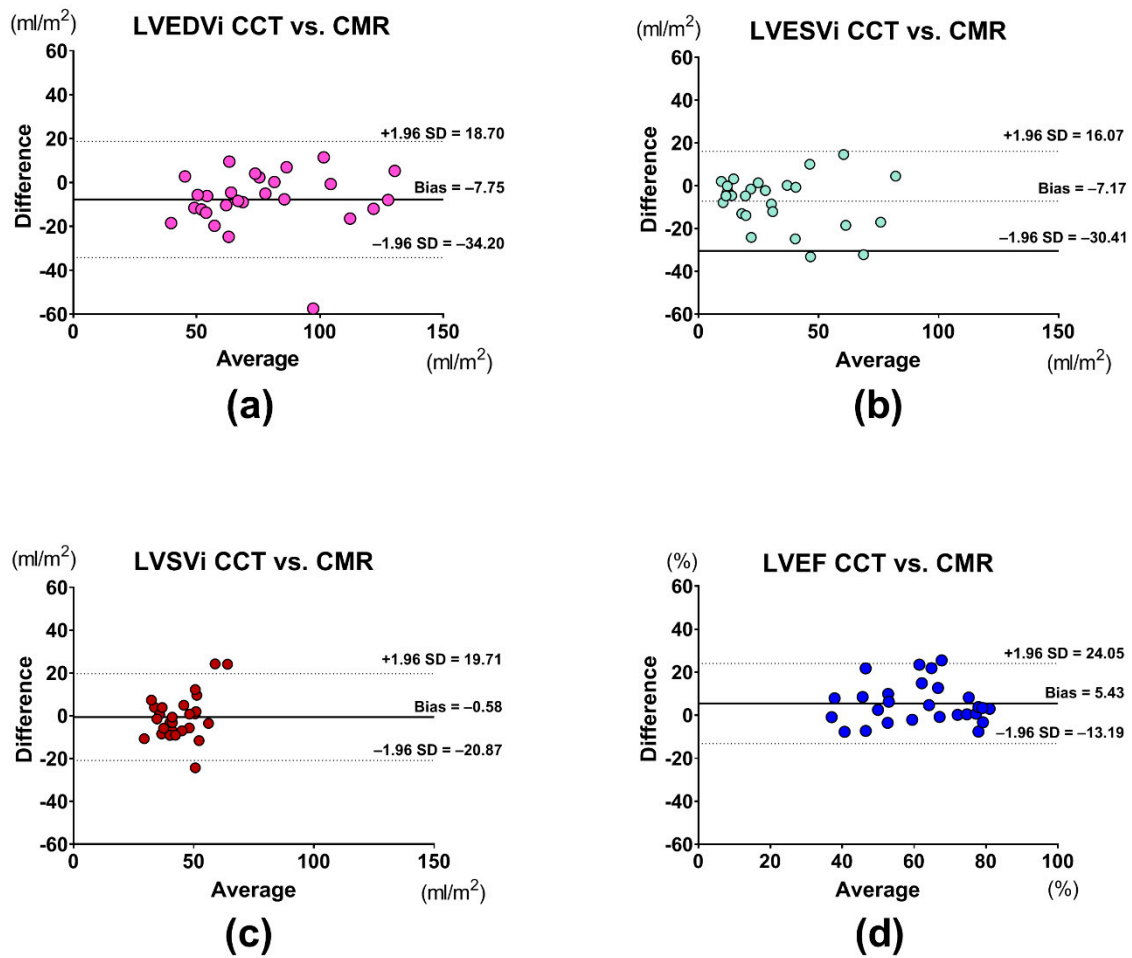 (ml/m²) LVEDVi CCT vs. CMR
60
40
+1.96 SD = 18.70
20
Difference
0
Bias = –7.75
-20
–1.96 SD = –34.20
-40
-60
0 50 100 150
Average (ml/m²)
(a)
(ml/m²) LVESVi CCT vs. CMR
60
40
+1.96 SD = 16.07
20
Difference
0
Bias = –7.17
-20
–1.96 SD = –30.41
-40
-60
0 50 100 150
Average (ml/m²)
(b)
(ml/m²) LVSVi CCT vs. CMR
60
40
+1.96 SD = 19.71
20
Difference
0
Bias = –0.58
–1.96 SD = –20.87
-20
-40
-60
0 50 100 150
Average (ml/m²)
(c)
(%) LVEF CCT vs. CMR
60
40
+1.96 SD = 24.05
20
Difference
Bias = 5.43
0
–1.96 SD = –13.19
-20
-40
-60
0 20 40 60 80 100
Average (%)
(d)